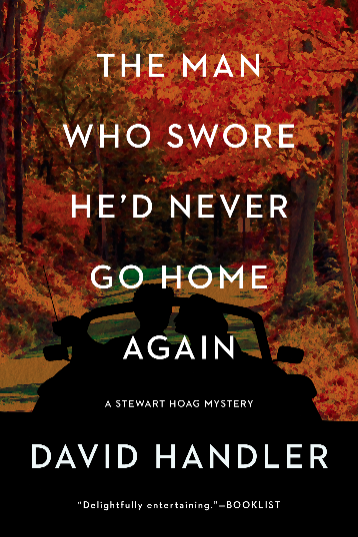 THE MAN
WHO SWORE
HE'D NEVER
GO HOME
AGAIN
A STEWART HOAG MYSTERY
DAVID HANDLER
“Delightfully entertaining.”—BOOKLIST